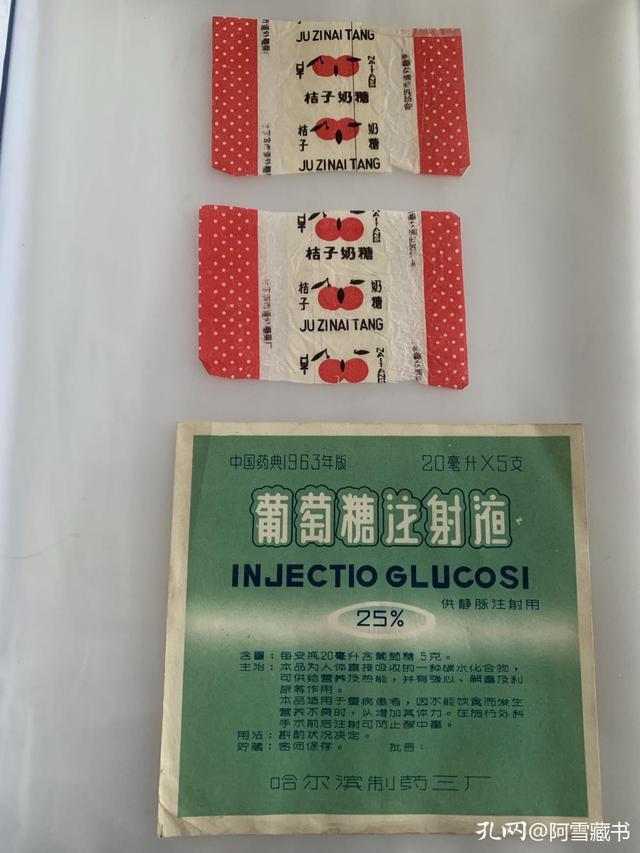 JU ZI NAI TANG
桔子奶糖
桔子
奶糖
JU ZI NAI TANG
桔子奶糖
桔子
奶糖
JU ZI NAI TANG
中国药典1963年版
20毫升×5支
葡萄糖注射液
INJECTIO GLUCOSI
供静脉注射用
25%
含量：每安瓶20毫升含葡萄糖5克。
主治：本品为人体直接吸收的一种碳水化合物，
可供给营养及热能，并有强心、解毒及利
尿等作用。
本品适用于重病患者，因不能饮食而发生
营养不良时，以增加其体力。在施行外科
手术前后注射可防止酸中毒。
用法：斟酌状况决定。
贮藏：密闭保存。 批号：
哈尔滨制药三厂
孔网@阿雪藏书